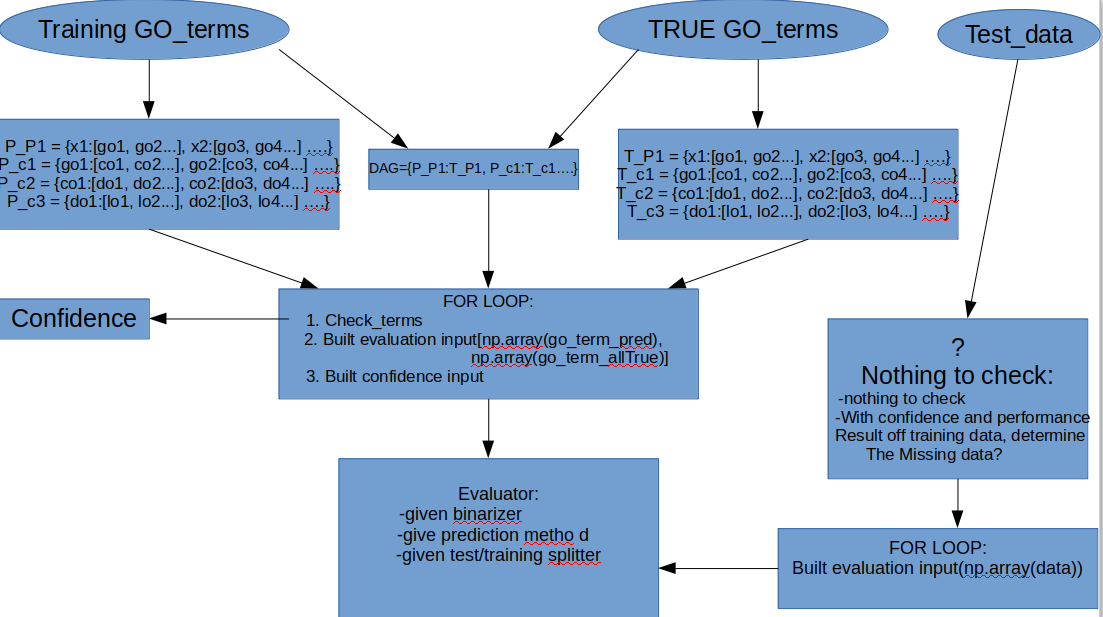 Training GO_terms
TRUE GO_terms
Test_data
P_P1 = {x1:[go1, go2...], x2:[go3, go4...] ....}
P_c1 = {go1:[co1, co2...], go2:[co3, co4...] ....}
P_c2 = {co1:[do1, do2...], co2:[do3, do4...] ....}
P_c3 = {do1:[lo1, lo2...], do2:[lo3, lo4...] ....}
DAG={P_P1:T_P1, P_c1:T_c1....}
T_P1 = {x1:[go1, go2...], x2:[go3, go4...] ....}
T_c1 = {go1:[co1, co2...], go2:[co3, co4...] ....}
T_c2 = {co1:[do1, do2...], co2:[do3, do4...] ....}
T_c3 = {do1:[lo1, lo2...], do2:[lo3, lo4...] ....}
Confidence
FOR LOOP:
1. Check_terms
2. Built evaluation input[np.array(go_term_pred),
np.array(go_term_allTrue)]
3. Built confidence input
?
Nothing to check:
-nothing to check
-With confidence and performance
Result off training data, determine
The Missing data?
Evaluator:
-given binarizer
-give prediction metho d
-given test/training splitter
FOR LOOP:
Built evaluation input(np.array(data))